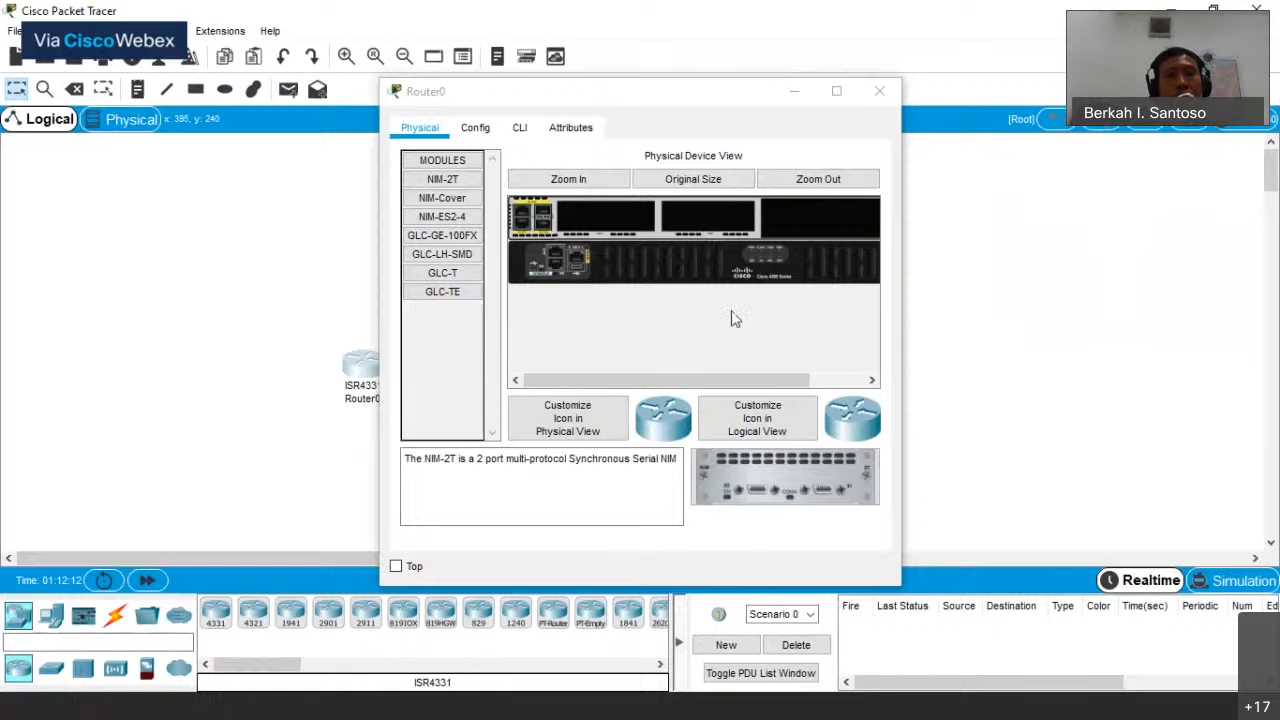 Cisco Packet Tracer
Via CiscoWebex
Extensions
Help
Berkah I. Santoso
Logical
Physical
x: 395, y: 240
[Root]
Router0
Physical
Config
CLI
Attributes
MODULES
NIM-2T
NIM-Cover
NIM-ES2-4
GLC-GE-100FX
GLC-LH-SMD
GLC-T
GLC-TE
Physical Device View
Zoom In
Original Size
Zoom Out
CISCO
Customize
Icon in
Physical View
Customize
Icon in
Logical View
The NIM-2T is a 2 port multi-protocol Synchronous Serial NIM
ISR4331
Router0
Top
Time: 01:12:12
Realtime
Simulation
4331
4321
1941
2901
2911
819IOX
819HGW
829
1240
PT-Router
PT-Empty
1841
2620
ISR4331
Scenario 0
New
Delete
Toggle PDU List Window
Fire
Last Status
Source
Destination
Type
Color
Time(sec)
Periodic
Num
Ed
+17